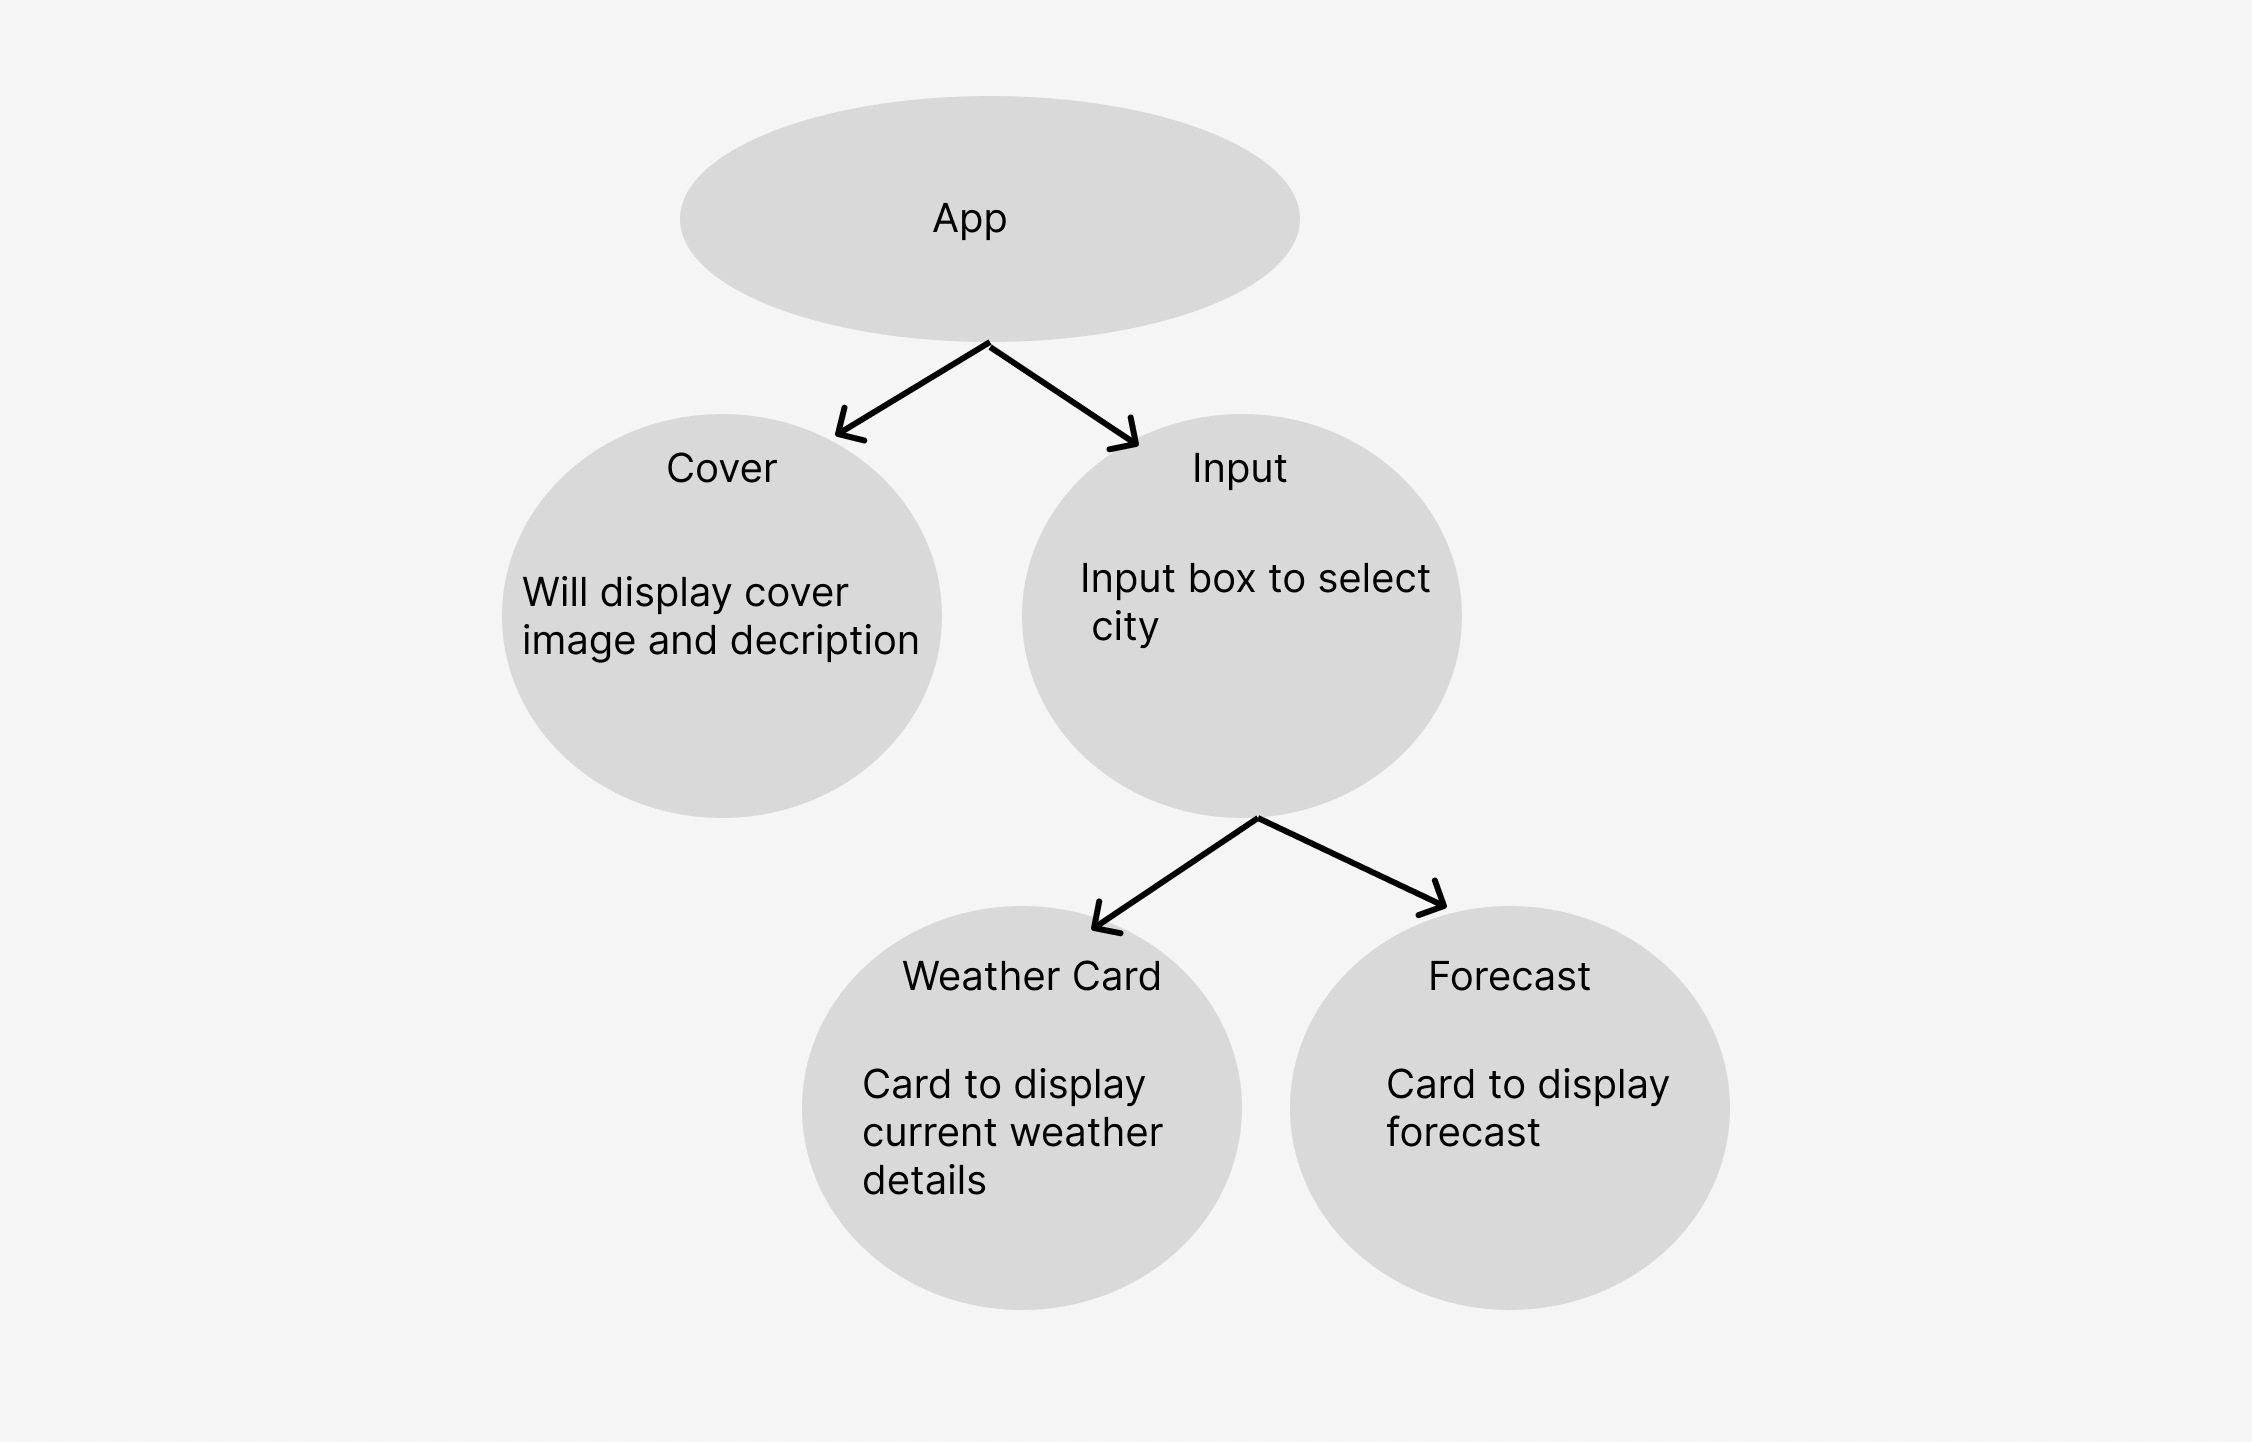 App
Cover
Will display cover
image and decription
Input
Input box to select
city
Weather Card
Card to display
current weather
details
Forecast
Card to display
forecast